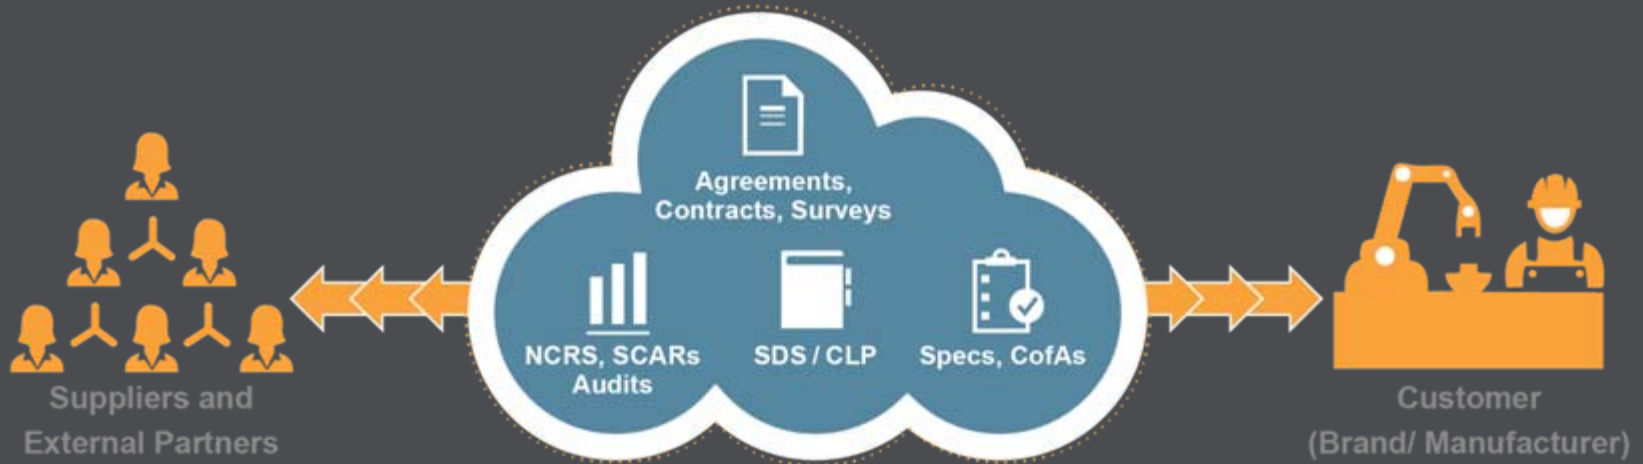 Agreements,
Contracts, Surveys
NCRS, SCARs
Audits
SDS / CLP
Specs, CofAs
Suppliers and
External Partners
Customer
(Brand/ Manufacturer)